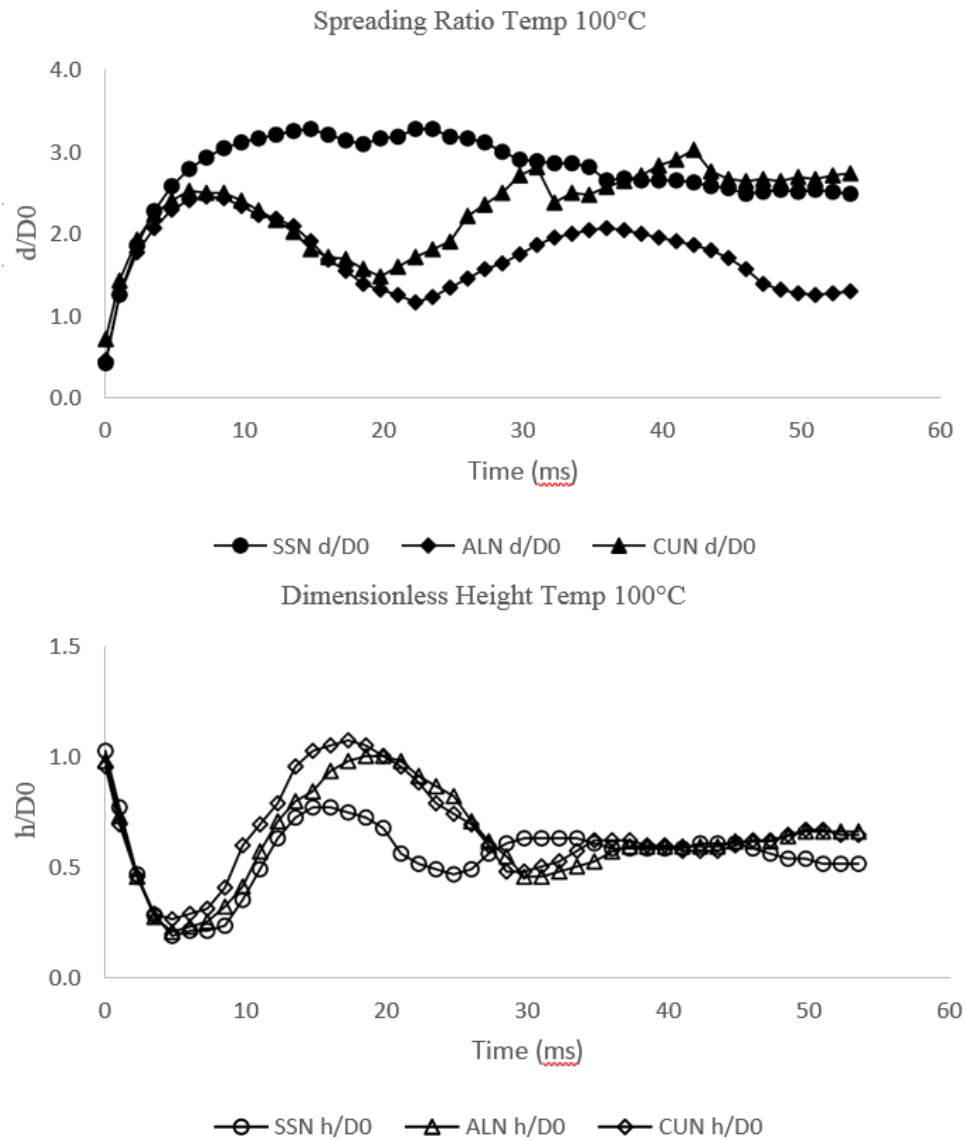 Spreading Ratio Temp 100°C
4.0
3.0
2.0
1.0
0.0
d/D0
0 10 20 30 40 50 60
Time (ms)
SSN d/D0 ALN d/D0 CUN d/D0
Dimensionless Height Temp 100°C
1.5
1.0
0.5
0.0
h/D0
0 10 20 30 40 50 60
Time (ms)
SSN h/D0 ALN h/D0 CUN h/D0